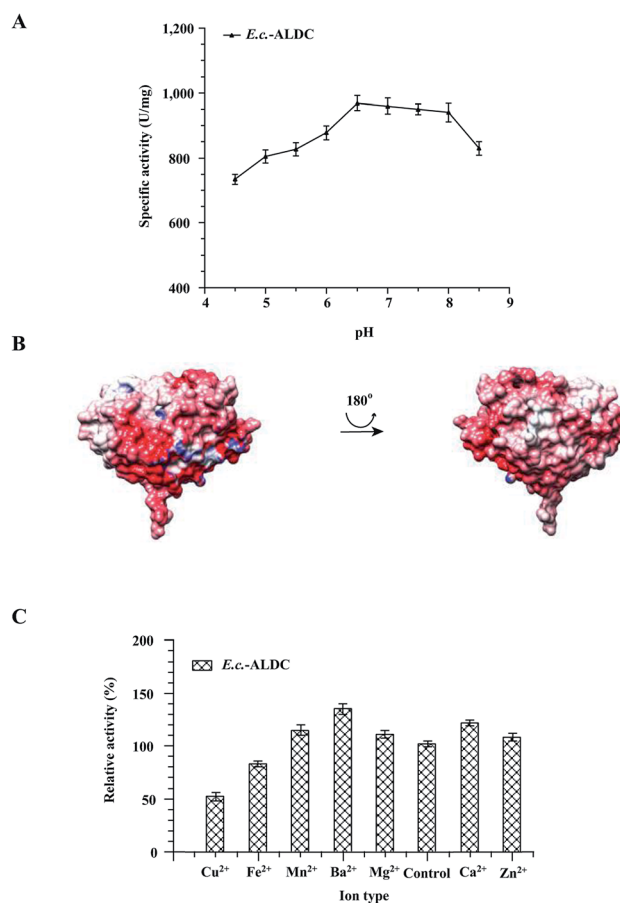 A
1,200
E.c.-ALDC
1,000
800
600
400
Specific activity (U/mg)
4 5 6 7 8 9
pH
B
180°
C
200
E.c.-ALDC
150
100
50
0
Relative activity (%)
Cu²⁺ Fe²⁺ Mn²⁺ Ba²⁺ Mg²⁺ Control Ca²⁺ Zn²⁺
Ion type